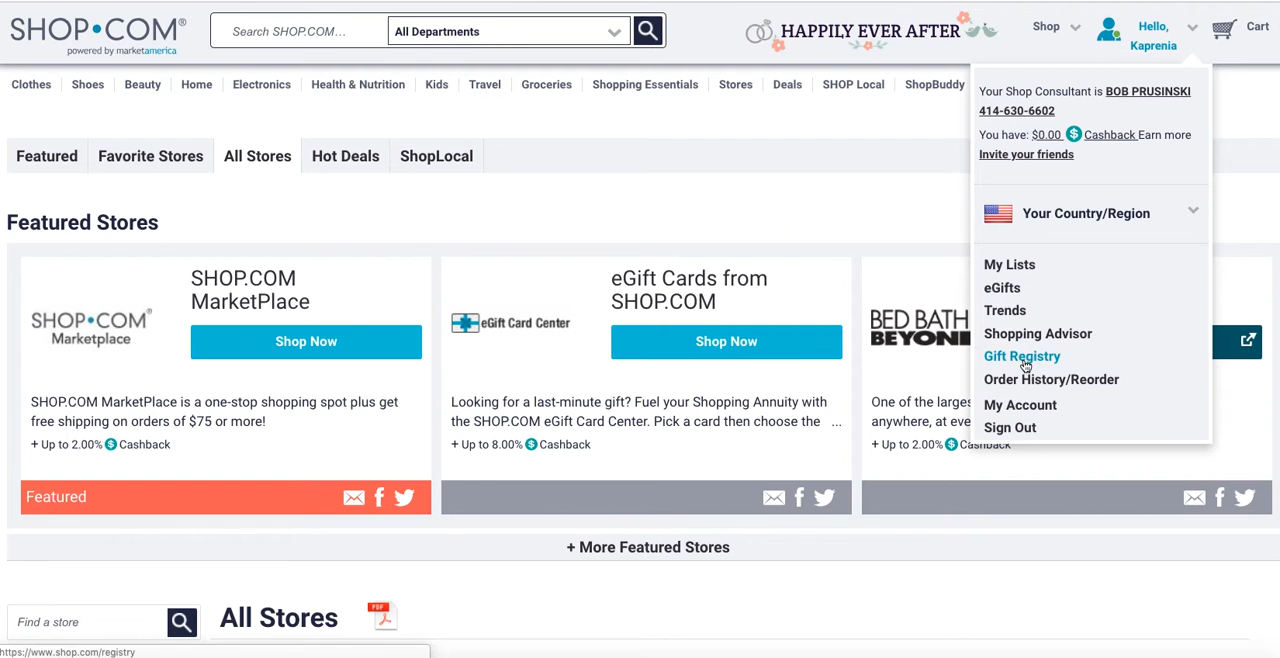 SHOP•COM®
powered by marketamerica
Search SHOP.COM...
All Departments
HAPPILY EVER AFTER
Shop
Hello,
Kaprenia
Cart
Clothes
Shoes
Beauty
Home
Electronics
Health & Nutrition
Kids
Travel
Groceries
Shopping Essentials
Stores
Deals
SHOP Local
ShopBuddy
Your Shop Consultant is BOB PRUSINSKI
414-630-6602
You have: $0.00 $ Cashback Earn more
Invite your friends
Your Country/Region
My Lists
eGifts
Trends
Shopping Advisor
Gift Registry
Order History/Reorder
My Account
Sign Out
Featured
Favorite Stores
All Stores
Hot Deals
ShopLocal
Featured Stores
SHOP•COM®
Marketplace
SHOP.COM
MarketPlace
Shop Now
SHOP.COM MarketPlace is a one-stop shopping spot plus get
free shipping on orders of $75 or more!
+ Up to 2.00% $ Cashback
Featured
eGift Card Center
eGift Cards from
SHOP.COM
Shop Now
Looking for a last-minute gift? Fuel your Shopping Annuity with
the SHOP.COM eGift Card Center. Pick a card then choose the ...
+ Up to 8.00% $ Cashback
BED BATH
BEYON
One of the larges
anywhere, at eve
+ Up to 2.00% $ Cashback
+ More Featured Stores
Find a store
All Stores
PDF
https://www.shop.com/registry